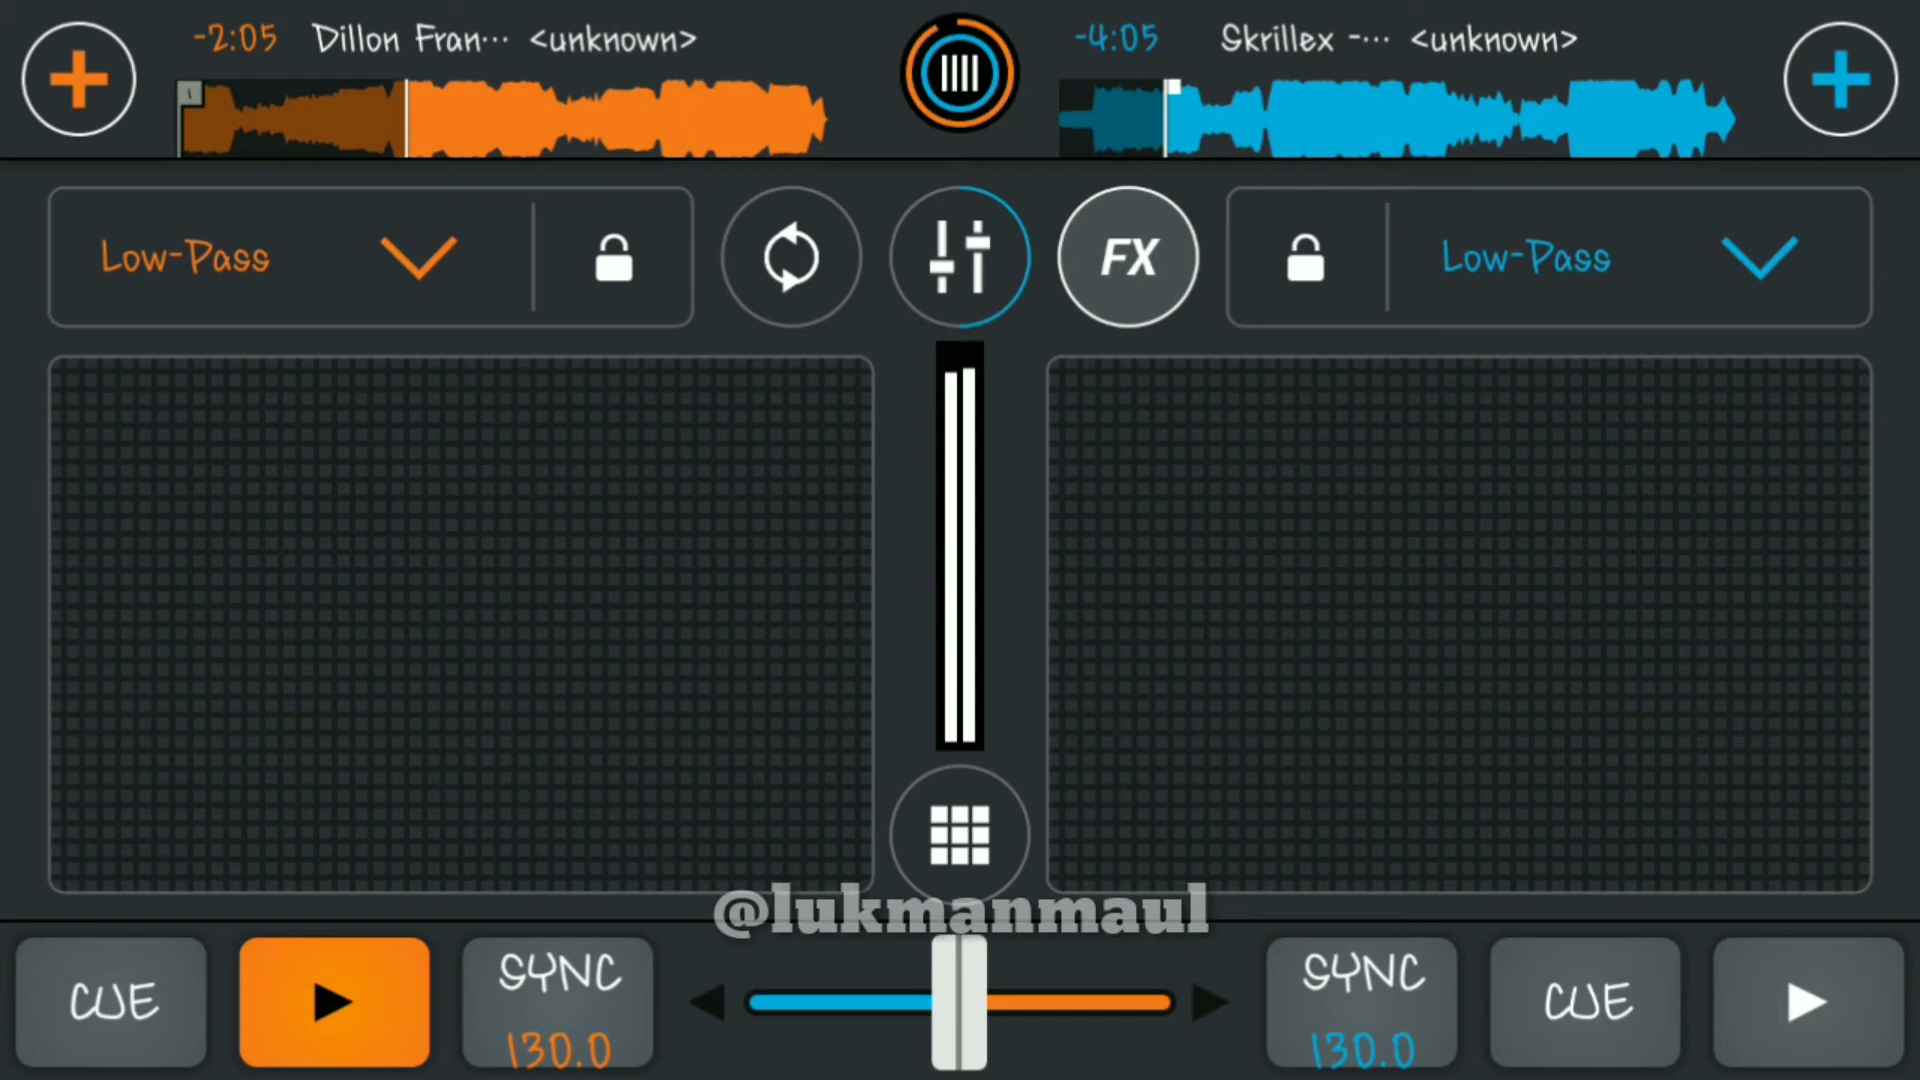 -2:05 Dillon Fran... <unknown>
-4:05 Skrillex -... <unknown>
Low-Pass
FX
Low-Pass
@lukmanmaul
CUE
SYNC
130.0
SYNC
130.0
CUE